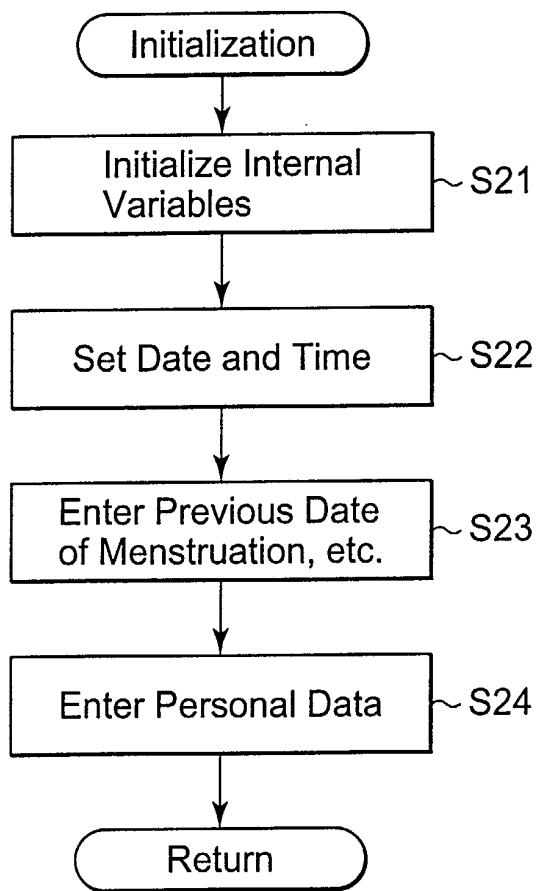 Initialization
Initialize Internal
Variables
S21
Set Date and Time
S22
Enter Previous Date
of Menstruation, etc.
S23
Enter Personal Data
S24
Return